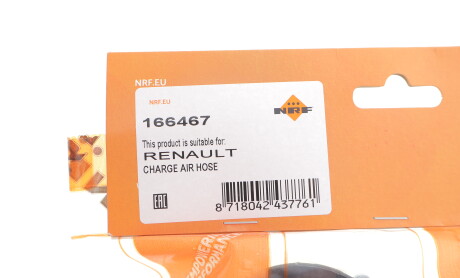 NRF.EU
NRF.EU
NRF
166467
This product is suitable for:
RENAULT
CHARGE AIR HOSE
EAC
8 718042 437761